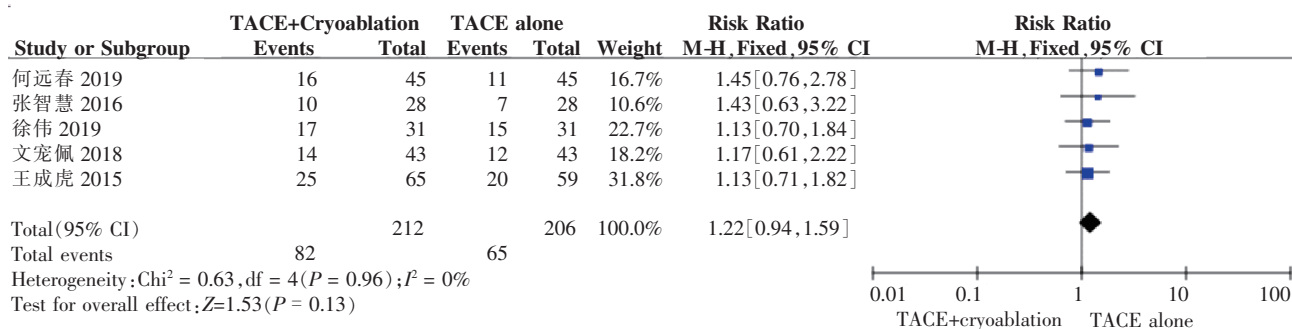 TACE+Cryoablation TACE alone Risk Ratio Risk Ratio
Study or Subgroup Events Total Events Total Weight M-H,Fixed,95% CI M-H,Fixed,95% CI
何远春 2019 16 45 11 45 16.7% 1.45[0.76,2.78]
张智慧 2016 10 28 7 28 10.6% 1.43[0.63,3.22]
徐伟 2019 17 31 15 31 22.7% 1.13[0.70,1.84]
文宠佩 2018 14 43 12 43 18.2% 1.17[0.61,2.22]
王成虎 2015 25 65 20 59 31.8% 1.13[0.71,1.82]
Total(95% CI) 212 206 100.0% 1.22[0.94,1.59]
Total events 82 65
Heterogeneity:Chi² = 0.63,df = 4(P = 0.96);I² = 0%
Test for overall effect:Z=1.53(P = 0.13)
0.01 0.1 1 10 100
TACE+cryoablation TACE alone